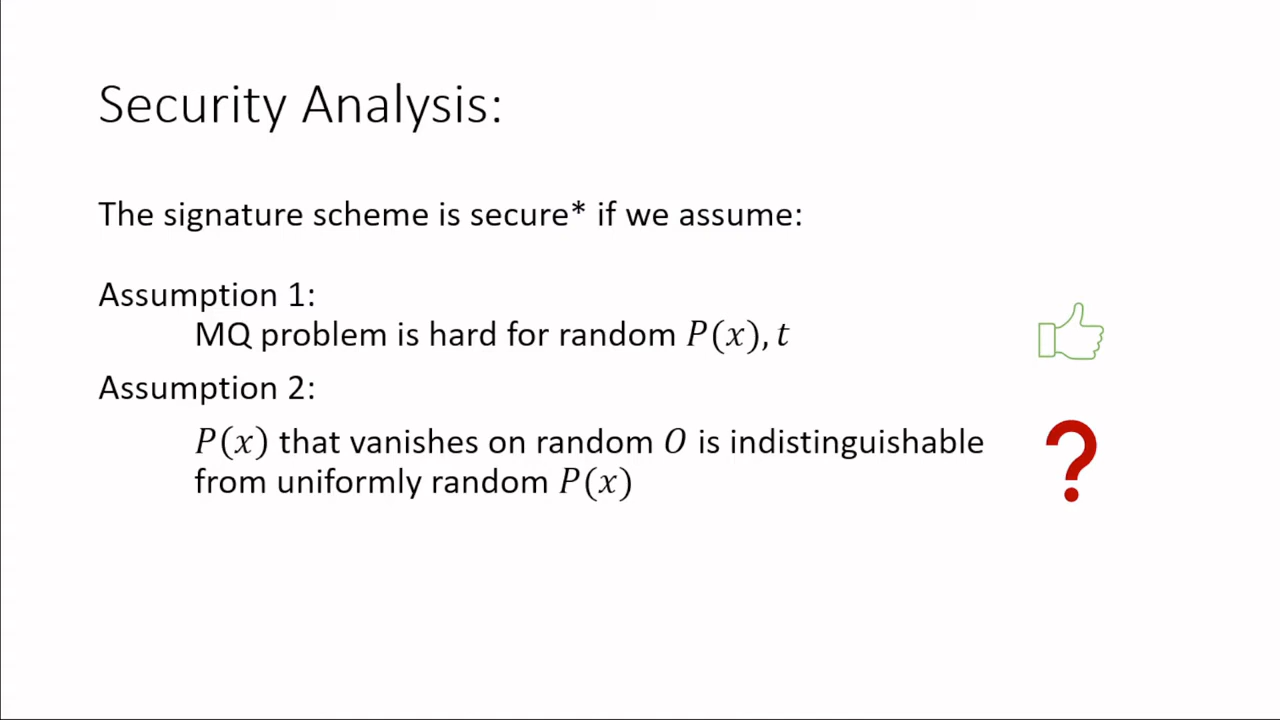 Security Analysis:
The signature scheme is secure* if we assume:
Assumption 1:
MQ problem is hard for random P(x), t
Assumption 2:
P(x) that vanishes on random O is indistinguishable
from uniformly random P(x)
?